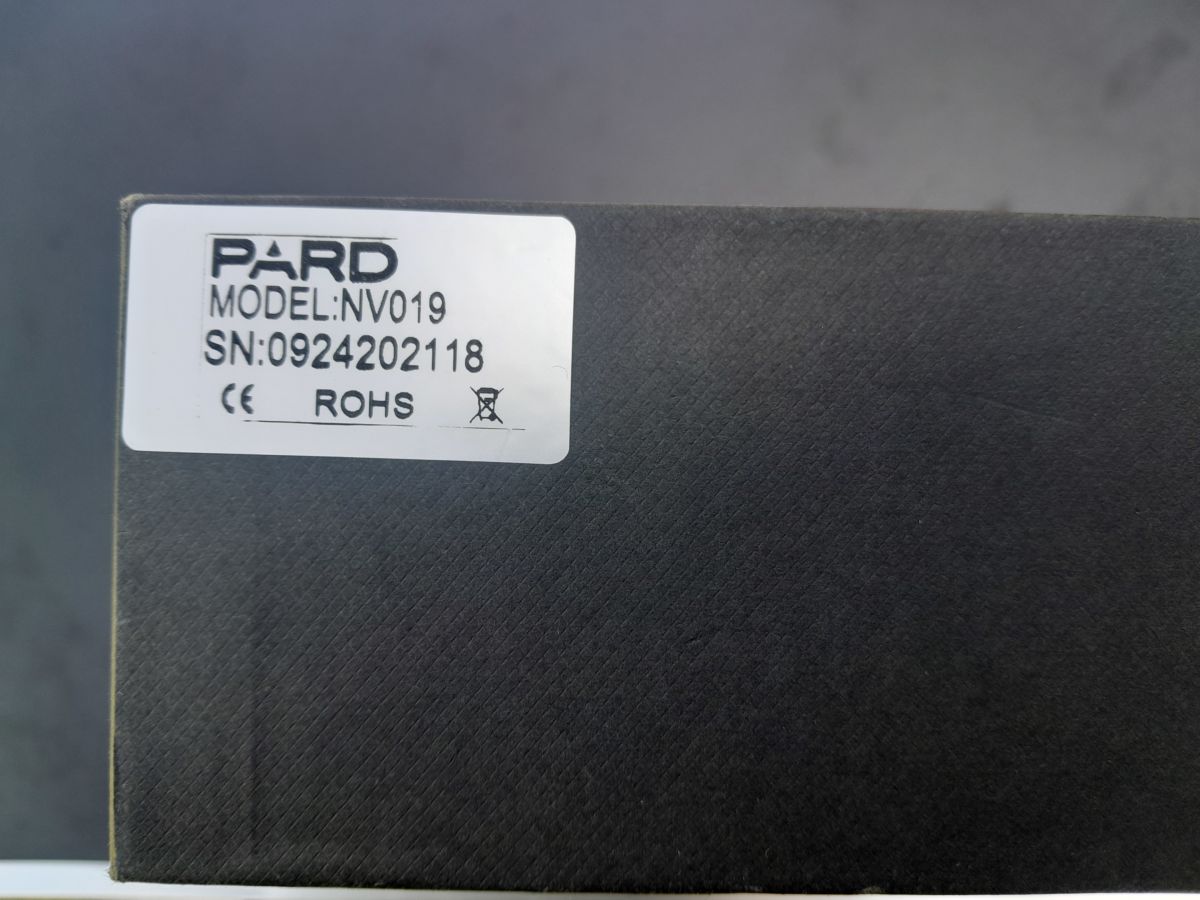 PARD
MODEL:NV019
SN:0924202118
CE ROHS